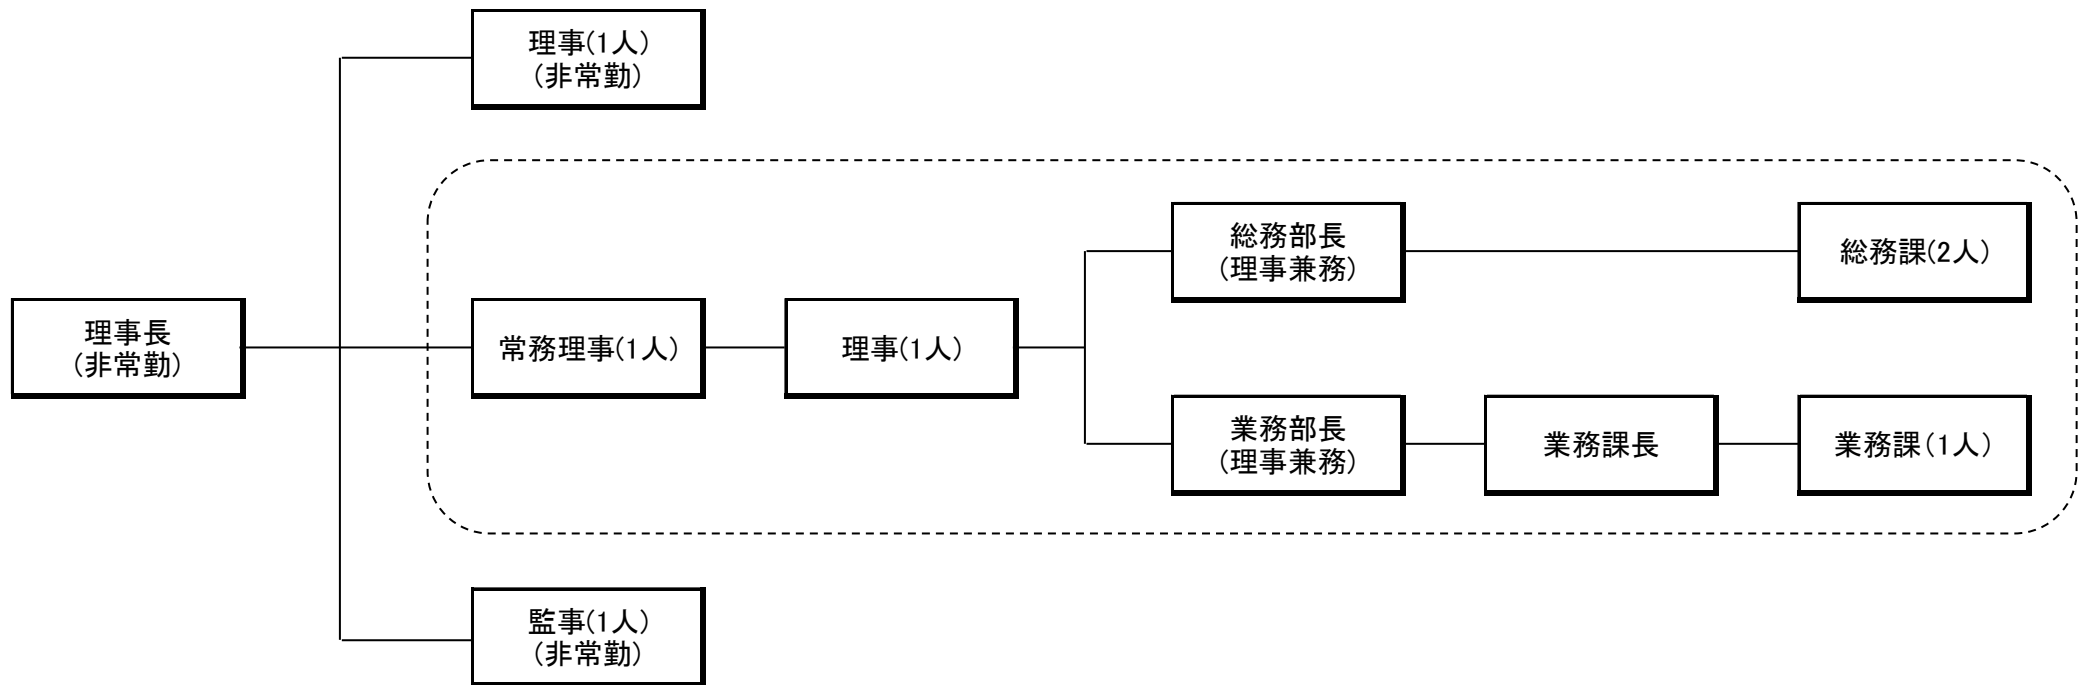 理事(1人)
(非常勤)
総務部長
(理事兼務)
総務課(2人)
理事長
(非常勤)
常務理事(1人)
理事(1人)
業務部長
(理事兼務)
業務課長
業務課(1人)
監事(1人)
(非常勤)